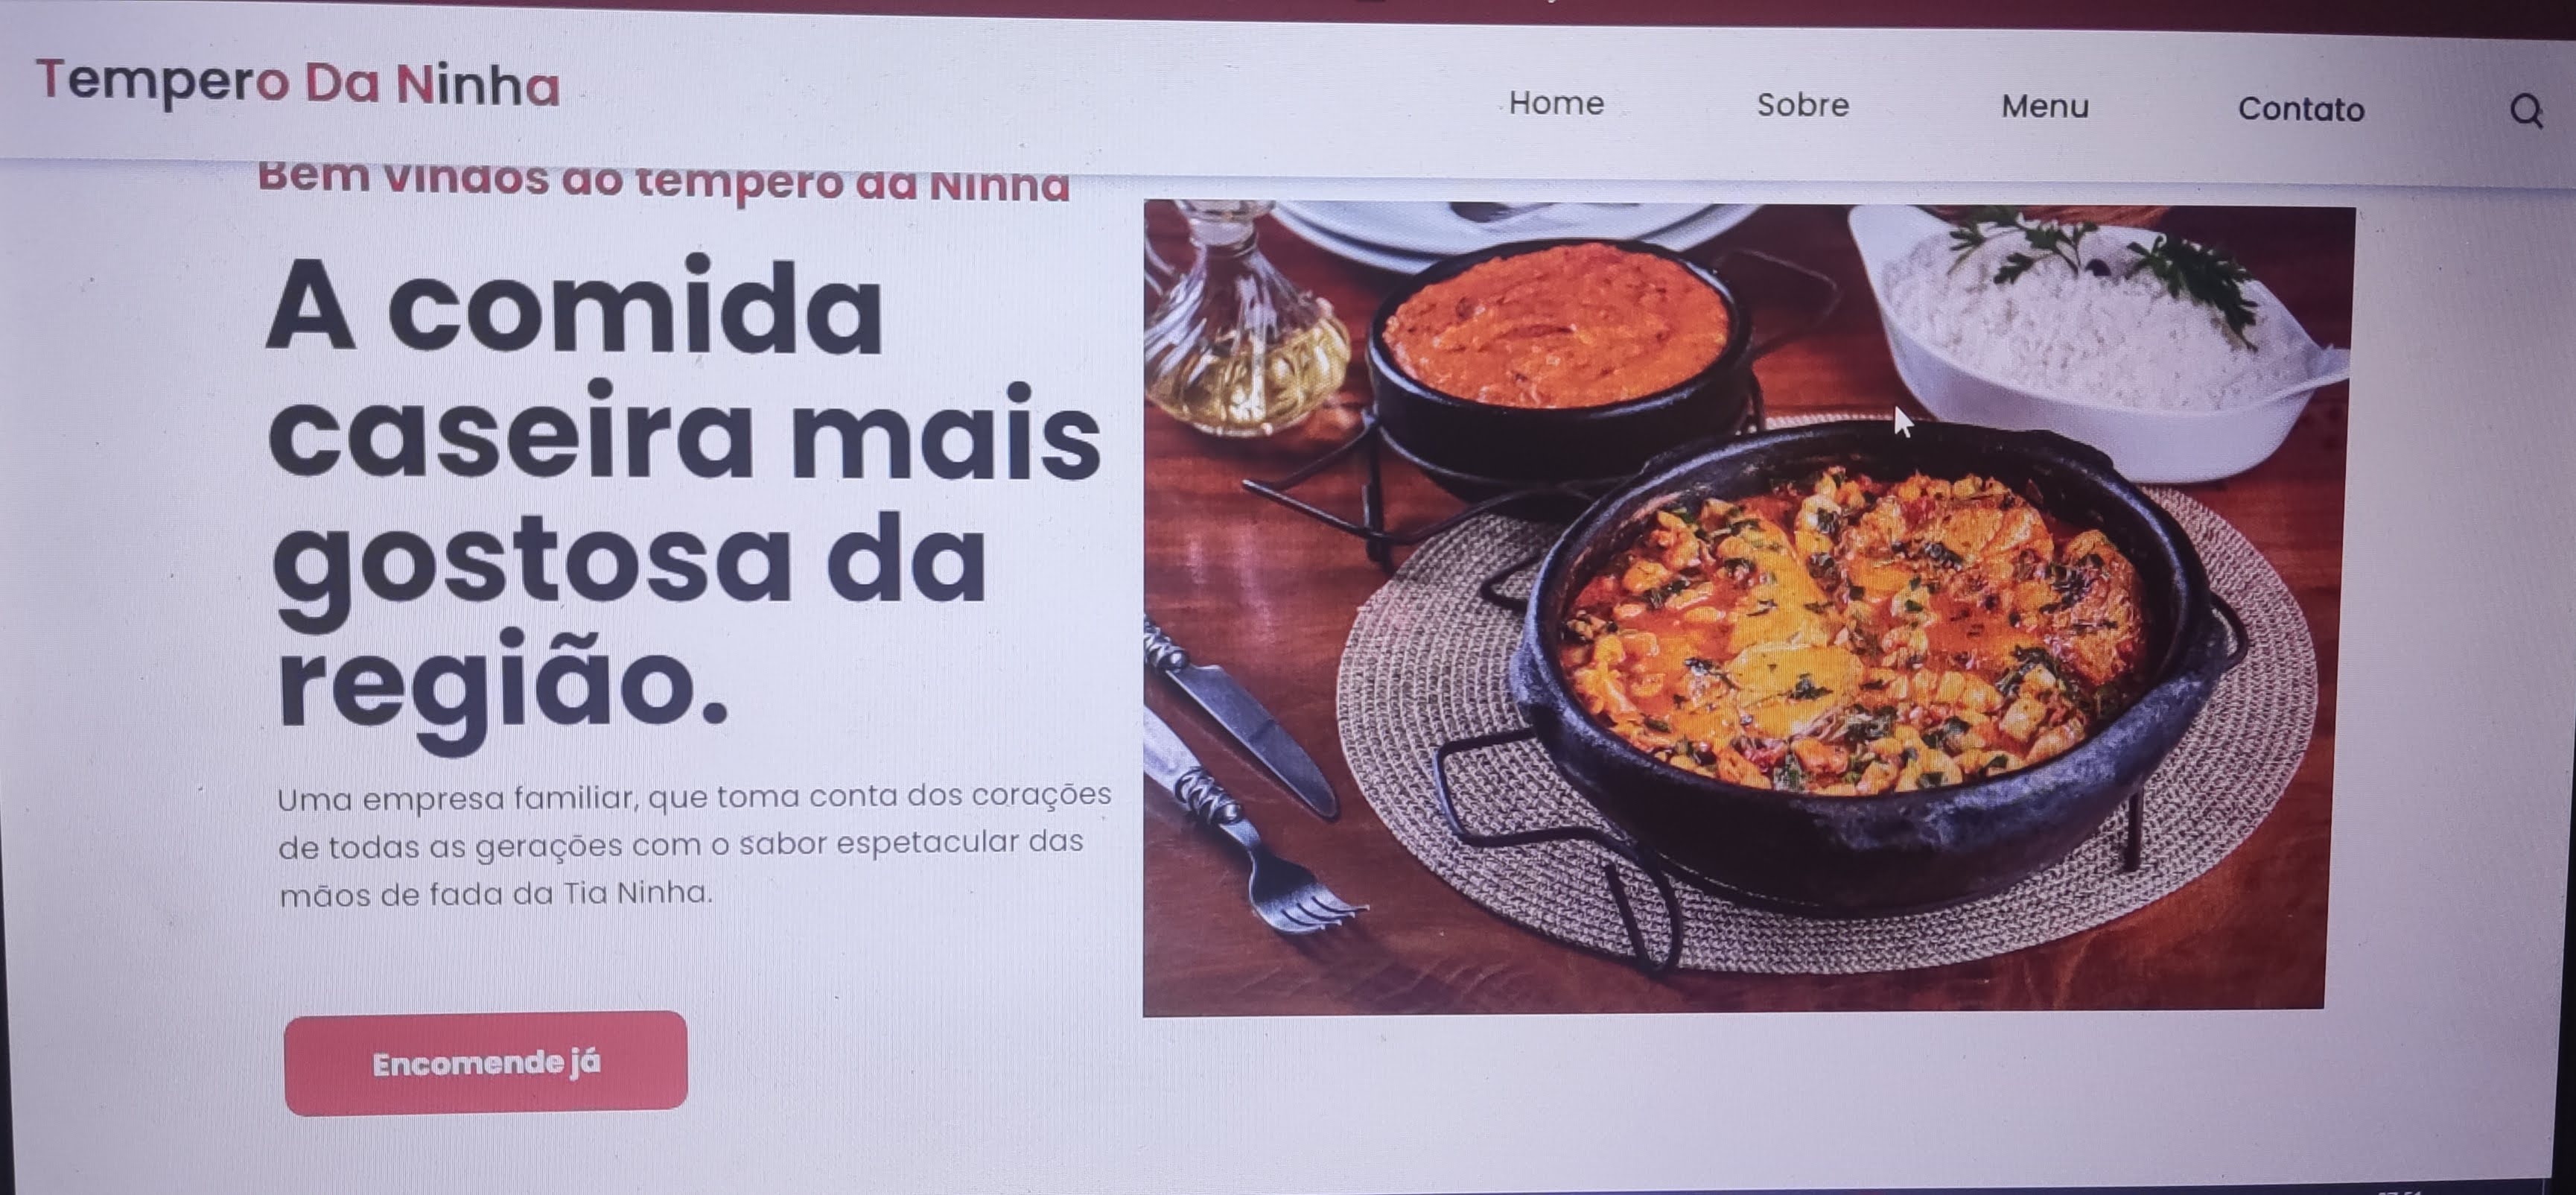 Tempero Da Ninha
Home Sobre Menu Contato
Bem vindos ao tempero da Ninha
A comida
caseira mais
gostosa da
região.
Uma empresa familiar, que toma conta dos corações
de todas as gerações com o sabor espetacular das
mãos de fada da Tia Ninha.
Encomende já